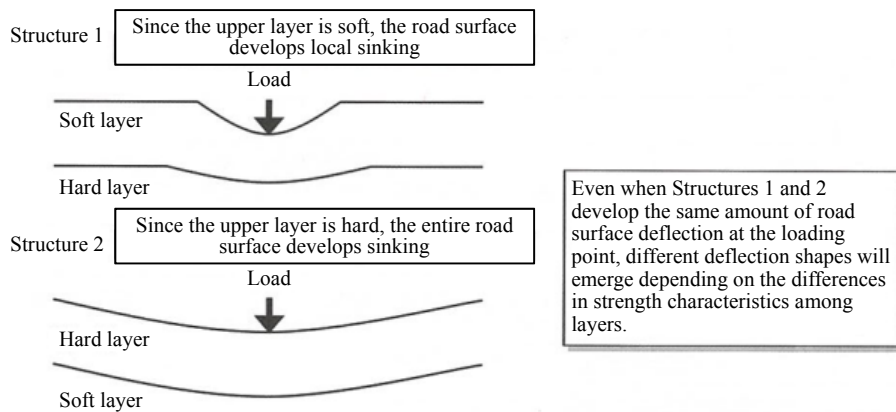 Structure 1
Since the upper layer is soft, the road surface
develops local sinking
Load
Soft layer
Hard layer
Structure 2
Since the upper layer is hard, the entire road
surface develops sinking
Load
Hard layer
Soft layer
Even when Structures 1 and 2
develop the same amount of road
surface deflection at the loading
point, different deflection shapes will
emerge depending on the differences
in strength characteristics among
layers.